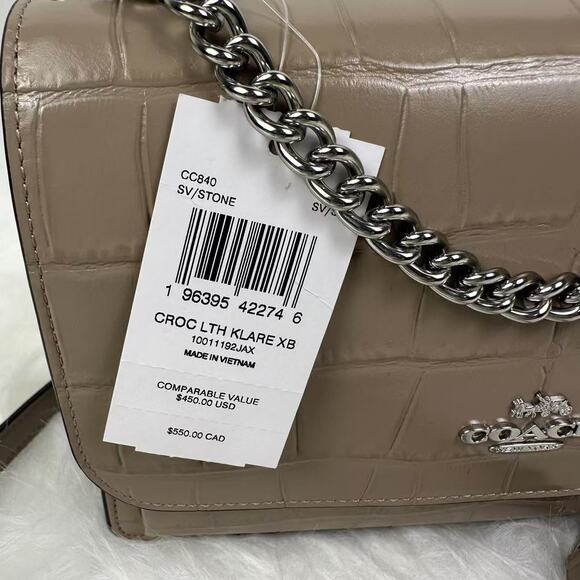 CC840
SV/STONE
SV/S
1 96395 42274 6
CROC LTH KLARE XB
10011192JAX
MADE IN VIETNAM
COMPARABLE VALUE
$450.00 USD
$550.00 CAD
COACH